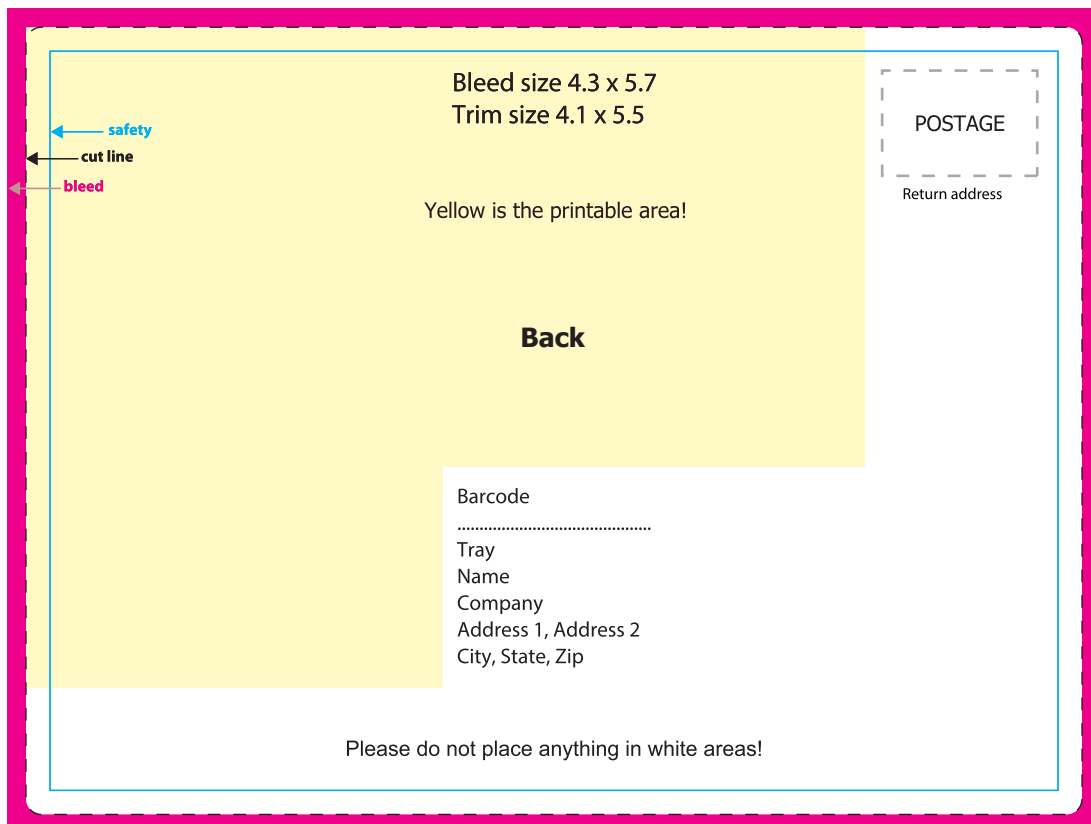 Bleed size 4.3 x 5.7
Trim size 4.1 x 5.5
safety
cut line
bleed
POSTAGE
Return address
Yellow is the printable area!
Back
Barcode
...........................................
Tray
Name
Company
Address 1, Address 2
City, State, Zip
Please do not place anything in white areas!